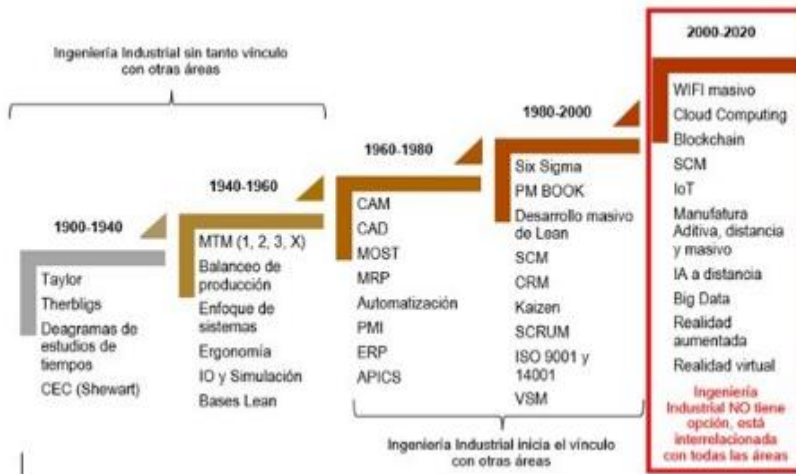 Ingeniería Industrial sin tanto vínculo
con otras áreas
1900-1940
Taylor
Therbligs
Deagramas de
estudios de
tiempos
CEC (Shewart)
1940-1960
MTM (1, 2, 3, X)
Balanceo de
producción
Enfoque de
sistemas
Ergonomía
IO y Simulación
Bases Lean
1960-1980
CAM
CAD
MOST
MRP
Automatización
PMI
ERP
APICS
1980-2000
Six Sigma
PM BOOK
Desarrollo masivo
de Lean
SCM
CRM
Kaizen
SCRUM
ISO 9001 y
14001
VSM
Ingeniería Industrial inicia el vínculo
con otras áreas
2000-2020
WIFI masivo
Cloud Computing
Blockchain
SCM
IoT
Manufatura
Aditiva, distancia
y masivo
IA a distancia
Big Data
Realidad
aumentada
Realidad virtual
Ingeniería
Industrial NO tiene
opción, está
interrelacionada
con todas las áreas